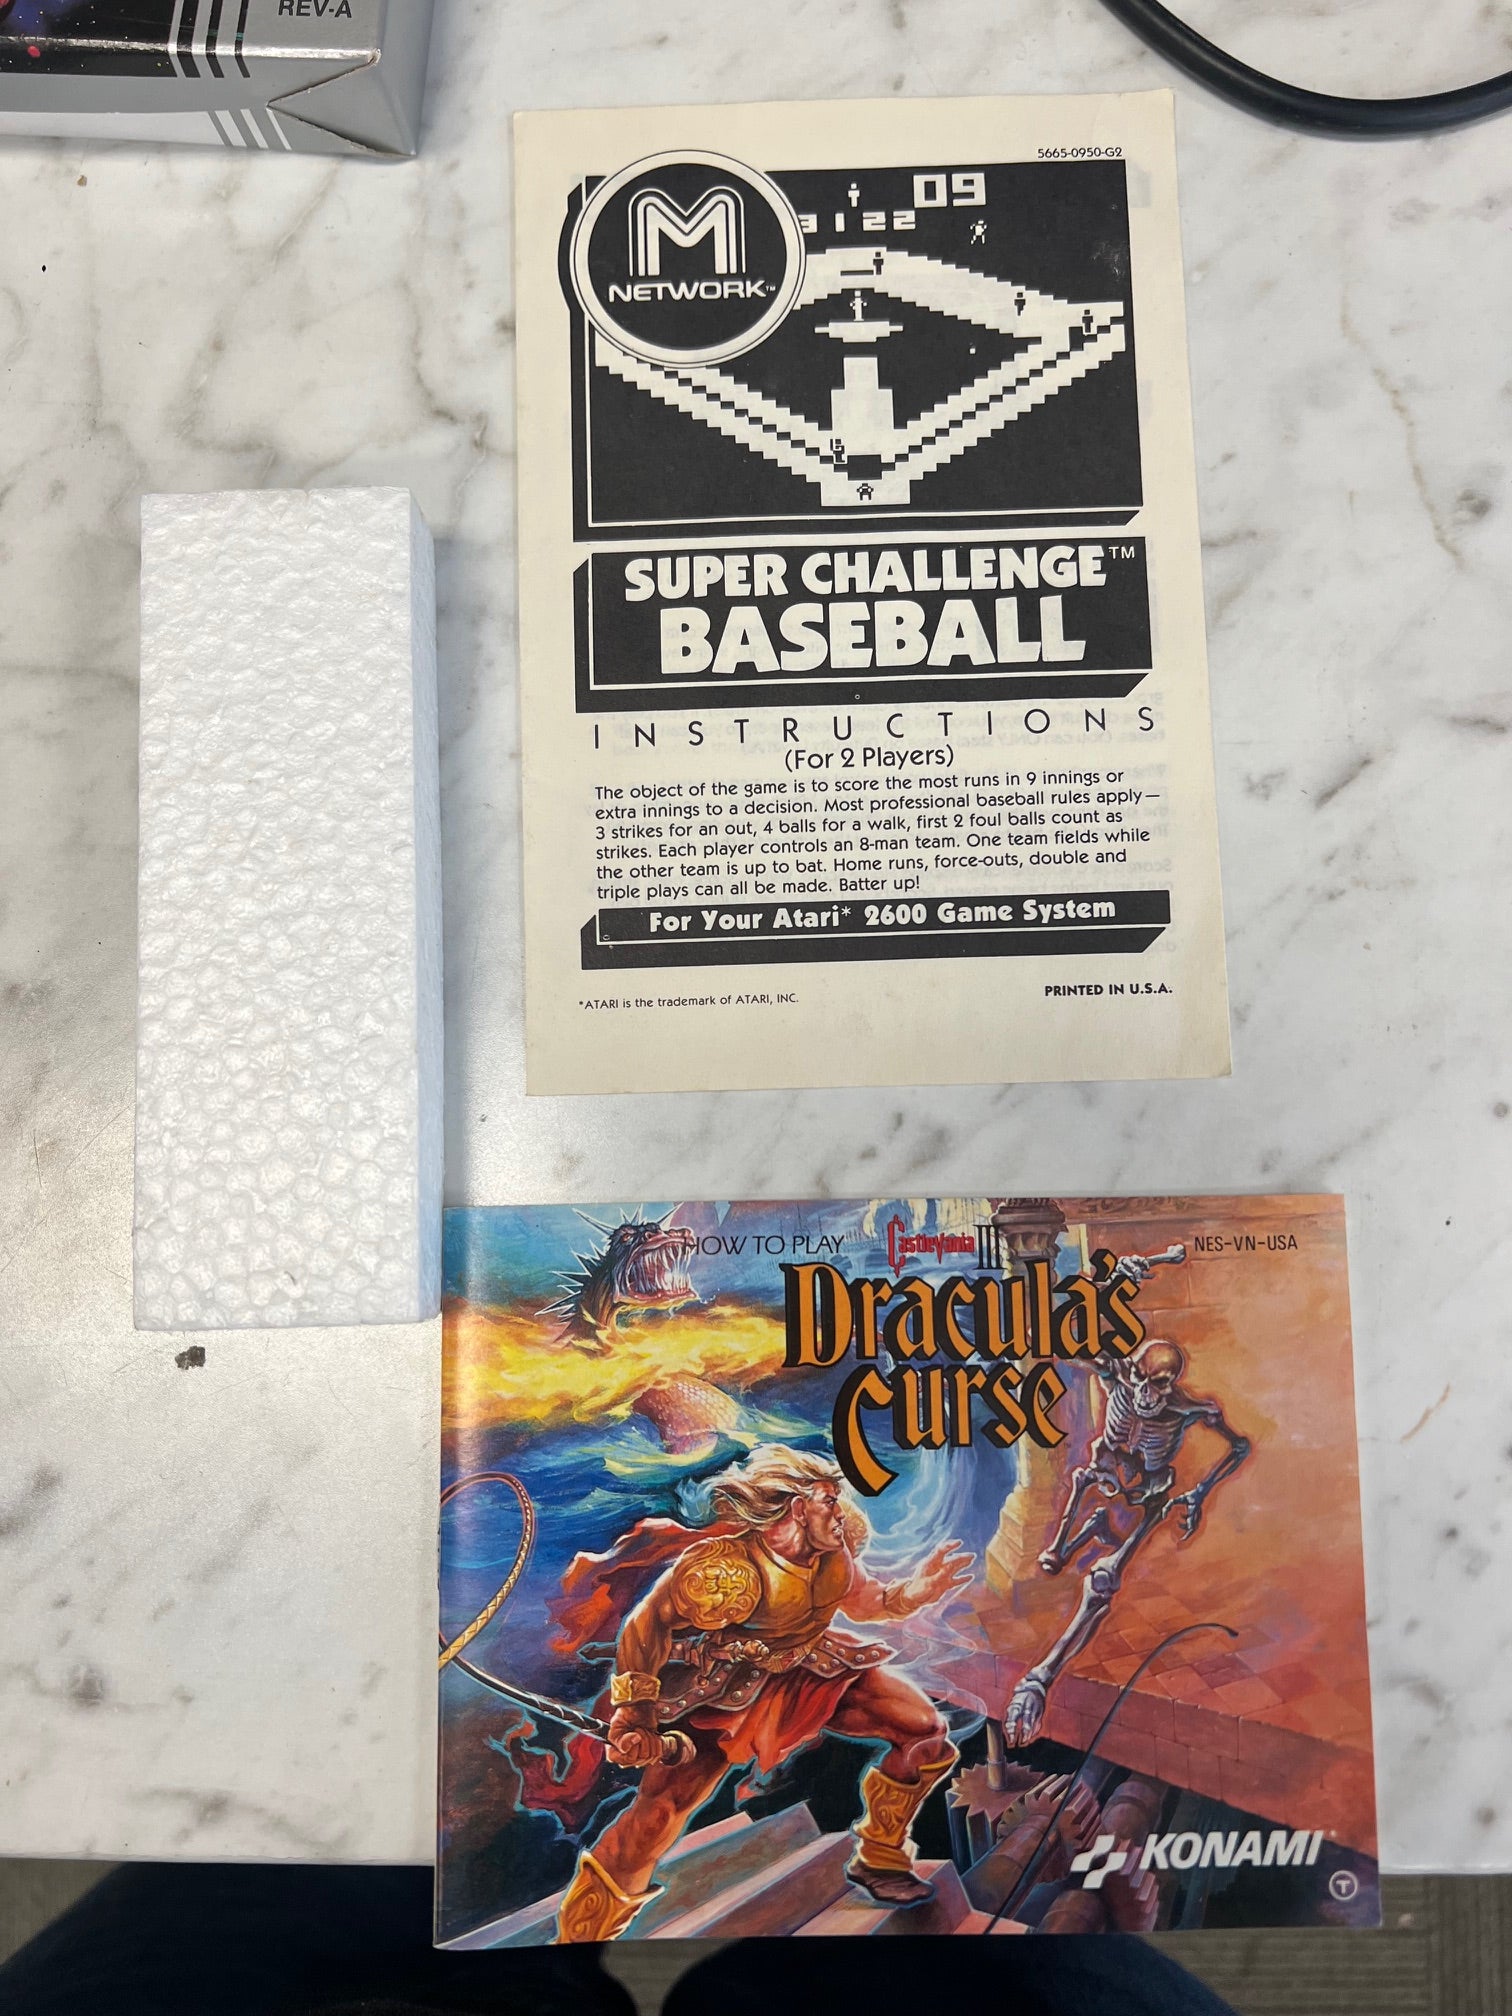 REV-A
5665-0950-G2
09
3 1 22
M
NETWORK™
SUPER CHALLENGE™
BASEBALL
INSTRUCTIONS
(For 2 Players)
The object of the game is to score the most runs in 9 innings or
extra innings to a decision. Most professional baseball rules apply—
3 strikes for an out, 4 balls for a walk, first 2 foul balls count as
strikes. Each player controls an 8-man team. One team fields while
the other team is up to bat. Home runs, force-outs, double and
triple plays can all be made. Batter up!
For Your Atari* 2600 Game System
*ATARI is the trademark of ATARI, INC.
PRINTED IN U.S.A.
HOW TO PLAY Castlevania III NES-VN-USA
Dracula's
Curse™
KONAMI®
T